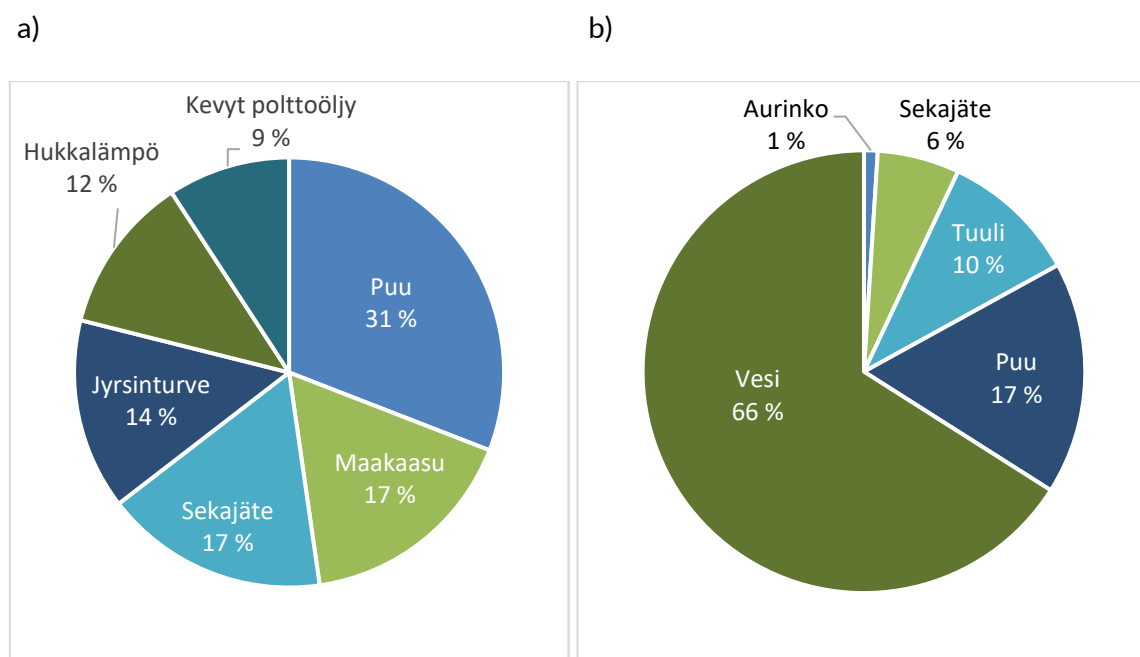 a)
b)
Kevyt polttoöljy
9 %
Hukkalämpö
12 %
Puu
31 %
Jyrsinturve
14 %
Maakaasu
17 %
Sekajäte
17 %
Aurinko
1 %
Sekajäte
6 %
Tuuli
10 %
Puu
17 %
Vesi
66 %